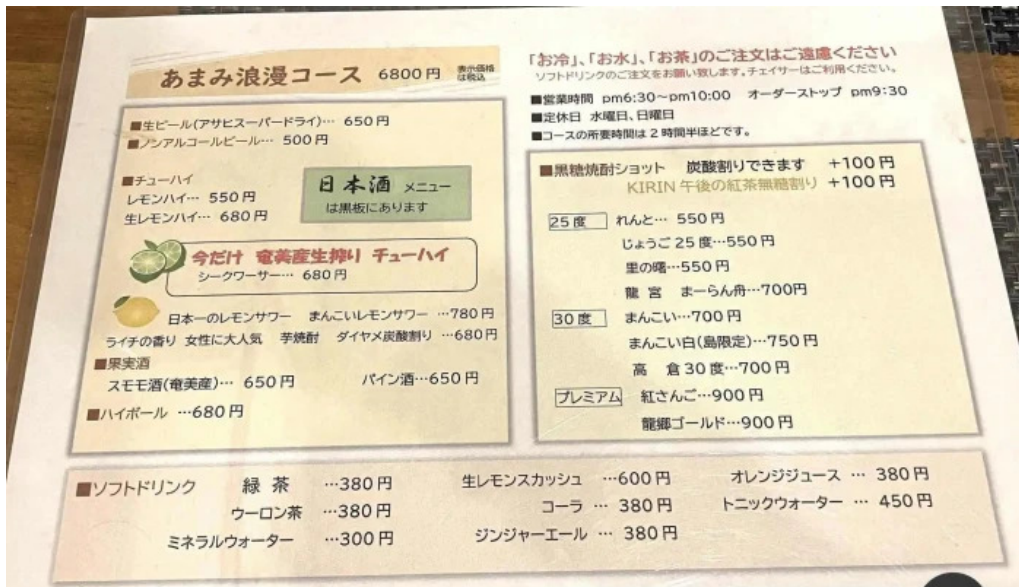 あまみ浪漫コース 6800円 表示価格は税込
■生ビール(アサヒスーパードライ)… 650円
■ノンアルコールビール… 500円
■チューハイ
レモンハイ… 550円
生レモンハイ… 680円
日本酒 メニュー
は黒板にあります
今だけ 奄美産生搾り チューハイ
シークワーサー… 680円
日本一のレモンサワー まんこいレモンサワー …780円
ライチの香り 女性に大人気 芋焼酎 ダイヤメ炭酸割り …680円
■果実酒
スモモ酒(奄美産)… 650円 パイン酒…650円
■ハイボール …680円
「お冷」、「お水」、「お茶」のご注文はご遠慮ください
ソフトドリンクのご注文をお願い致します。チェイサーはご利用ください。
■営業時間 pm6:30～pm10:00 オーダーストップ pm9:30
■定休日 水曜日、日曜日
■コースの所要時間は2時間半ほどです。
■黒糖焼酎ショット 炭酸割りできます +100円
KIRIN 午後の紅茶無糖割り +100円
25度 れんと… 550円
じょうご25度…550円
里の曙…550円
龍宮 まーらん舟…700円
30度 まんこい…700円
まんこい白(島限定)…750円
高倉30度…700円
プレミアム 紅さんご…900円
龍郷ゴールド…900円
■ソフトドリンク 緑茶 …380円 生レモンスカッシュ …600円 オレンジジュース … 380円
ウーロン茶 …380円 コーラ … 380円 トニックウォーター … 450円
ミネラルウォーター …300円 ジンジャーエール … 380円